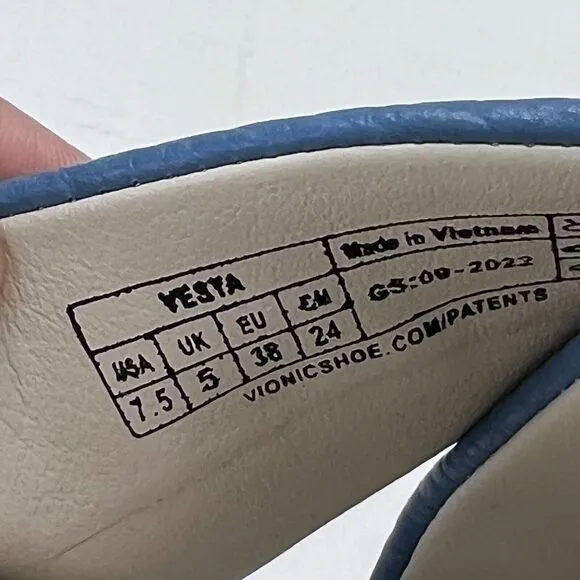 VESTA
USA UK EU CM
7.5 5 38 24
Made in Vietnam
GS:09-2022
VIONICSHOE.COM/PATENTS